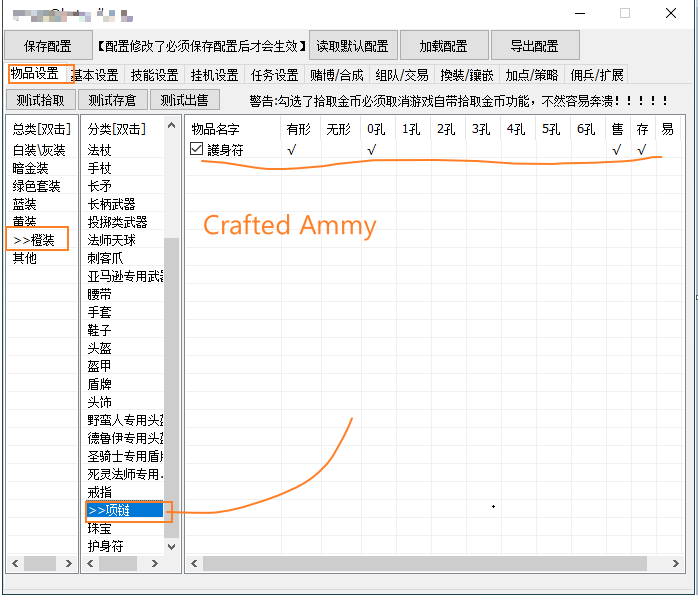 保存配置 【配置修改了必须保存配置后才会生效】 读取默认配置 加载配置 导出配置
物品设置 基本设置 技能设置 挂机设置 任务设置 赌博/合成 组队/交易 换装/镶嵌 加点/策略 佣兵/扩展
测试拾取 测试存仓 测试出售 警告:勾选了拾取金币必须取消游戏自带拾取金币功能，不然容易奔溃！！！！！
总类[双击]
白装\灰装
暗金装
绿色套装
蓝装
黄装
>>橙装
其他
分类[双击]
法杖
手杖
长矛
长柄武器
投掷类武器
法师天球
刺客爪
亚马逊专用武器
腰带
手套
鞋子
头盔
盔甲
盾牌
头饰
野蛮人专用头盔
德鲁伊专用头盔
圣骑士专用盾牌
死灵法师专用.
戒指
>>项链
珠宝
护身符
物品名字 有形 无形 0孔 1孔 2孔 3孔 4孔 5孔 6孔 售 存 易
護身符 √ √ √ √
Crafted Ammy